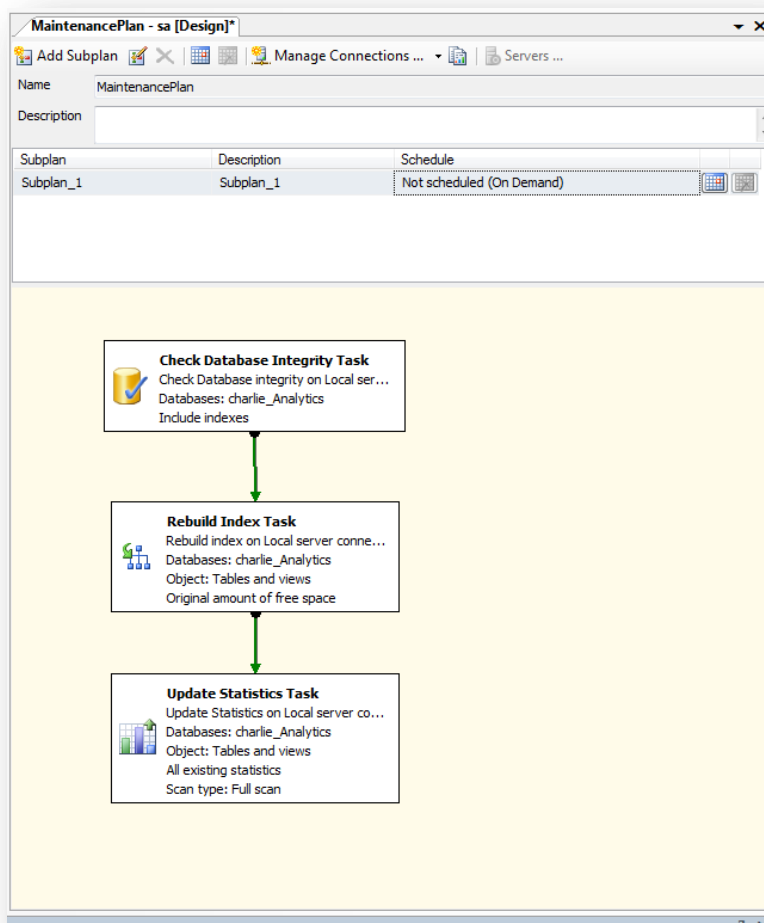 MaintenancePlan - sa [Design]*
Add Subplan Manage Connections ... Servers ...
Name MaintenancePlan
Description
Subplan Description Schedule
Subplan_1 Subplan_1 Not scheduled (On Demand)
Check Database Integrity Task
Check Database integrity on Local ser...
Databases: charlie_Analytics
Include indexes
Rebuild Index Task
Rebuild index on Local server conne...
Databases: charlie_Analytics
Object: Tables and views
Original amount of free space
Update Statistics Task
Update Statistics on Local server co...
Databases: charlie_Analytics
Object: Tables and views
All existing statistics
Scan type: Full scan